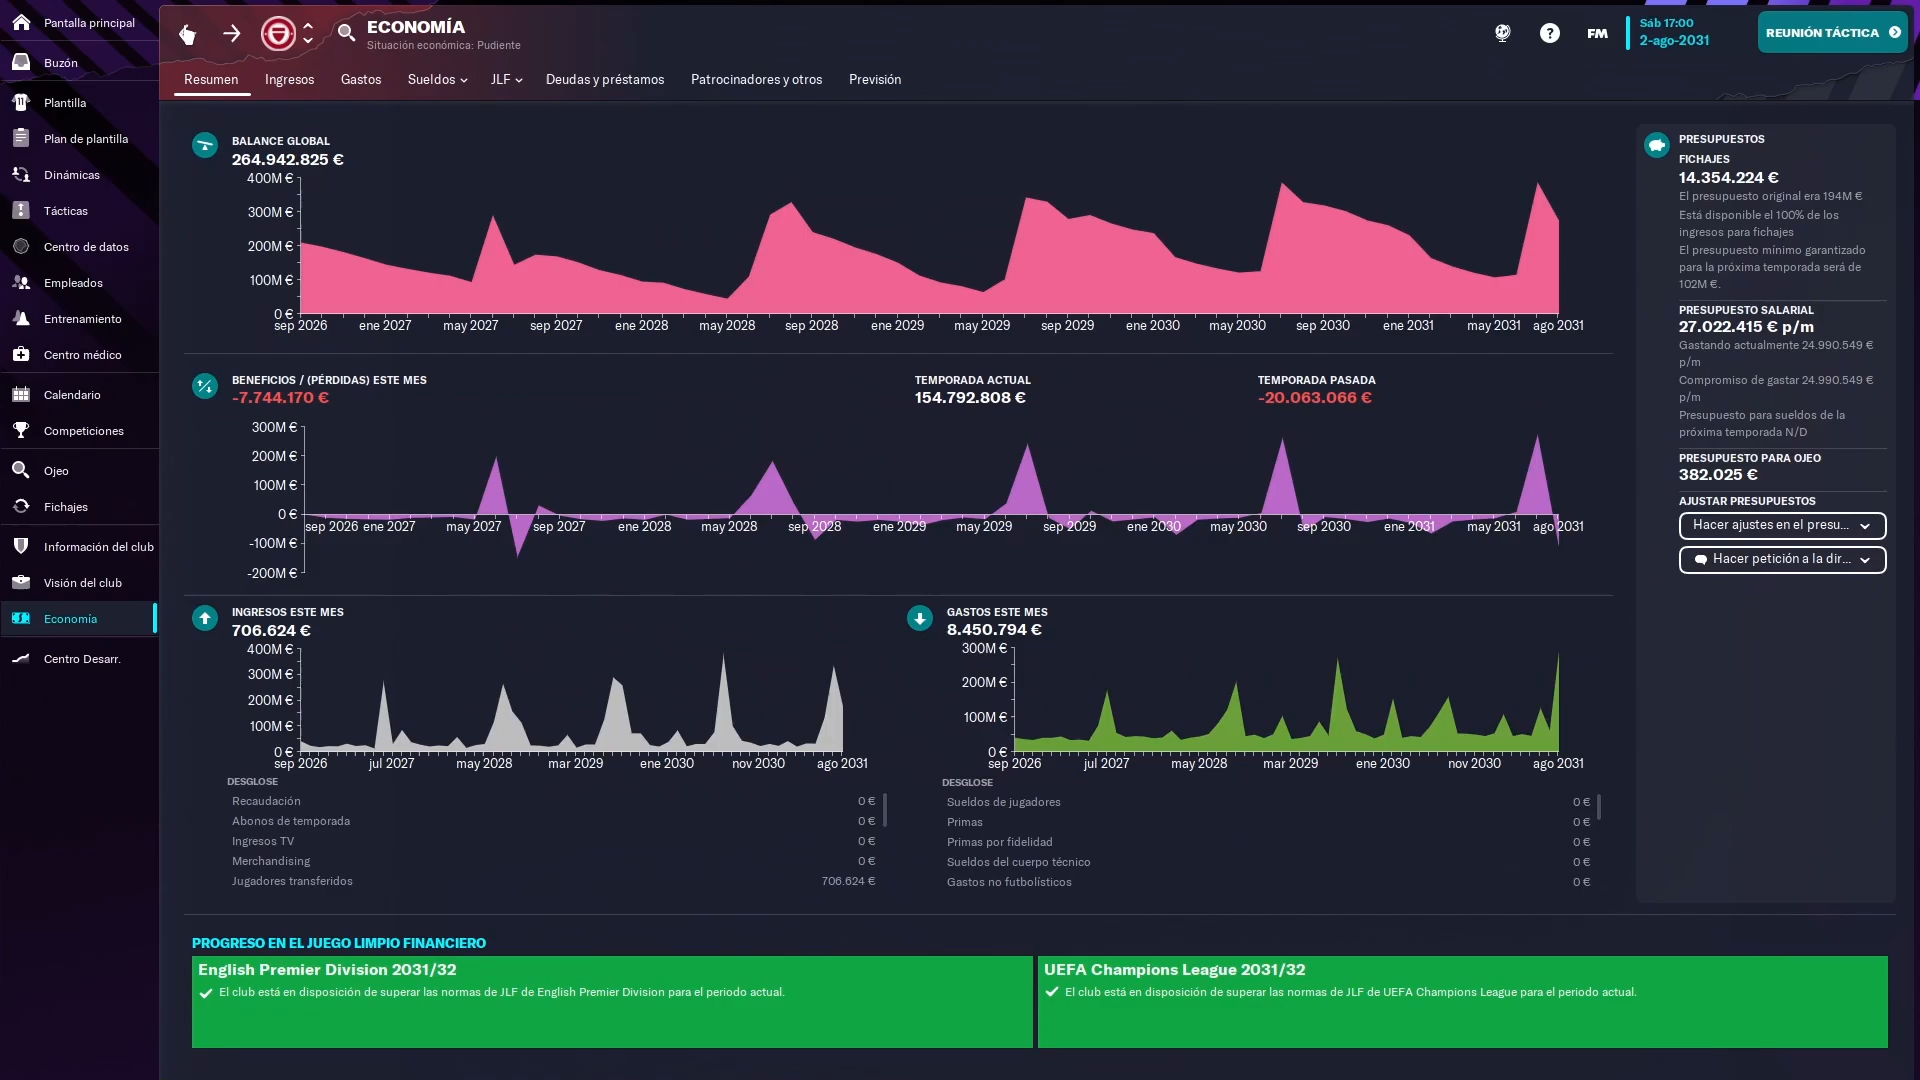 Pantalla principal
Buzón
Plantilla
Plan de plantilla
Dinámicas
Tácticas
Centro de datos
Empleados
Entrenamiento
Centro médico
Calendario
Competiciones
Ojeo
Fichajes
Información del club
Visión del club
Economía
Centro Desarr.
ECONOMÍA
Situación económica: Pudiente
FM
Sáb 17:00
2-ago-2031
REUNIÓN TÁCTICA
Resumen
Ingresos
Gastos
Sueldos
JLF
Deudas y préstamos
Patrocinadores y otros
Previsión
BALANCE GLOBAL
264.942.825 €
400M €
300M €
200M €
100M €
0 €
sep 2026 ene 2027 may 2027 sep 2027 ene 2028 may 2028 sep 2028 ene 2029 may 2029 sep 2029 ene 2030 may 2030 sep 2030 ene 2031 may 2031 ago 2031
BENEFICIOS / (PÉRDIDAS) ESTE MES
-7.744.170 €
TEMPORADA ACTUAL
154.792.808 €
TEMPORADA PASADA
-20.063.066 €
300M €
200M €
100M €
0 €
-100M €
-200M €
sep 2026 ene 2027 may 2027 sep 2027 ene 2028 may 2028 sep 2028 ene 2029 may 2029 sep 2029 ene 2030 may 2030 sep 2030 ene 2031 may 2031 ago 2031
INGRESOS ESTE MES
706.624 €
400M €
300M €
200M €
100M €
0 €
sep 2026 jul 2027 may 2028 mar 2029 ene 2030 nov 2030 ago 2031
DESGLOSE
Recaudación 0 €
Abonos de temporada 0 €
Ingresos TV 0 €
Merchandising 0 €
Jugadores transferidos 706.624 €
GASTOS ESTE MES
8.450.794 €
300M €
200M €
100M €
0 €
sep 2026 jul 2027 may 2028 mar 2029 ene 2030 nov 2030 ago 2031
DESGLOSE
Sueldos de jugadores 0 €
Primas 0 €
Primas por fidelidad 0 €
Sueldos del cuerpo técnico 0 €
Gastos no futbolísticos 0 €
PRESUPUESTOS
FICHAJES
14.354.224 €
El presupuesto original era 194M €
Está disponible el 100% de los
ingresos para fichajes
El presupuesto mínimo garantizado
para la próxima temporada será de
102M €.
PRESUPUESTO SALARIAL
27.022.415 € p/m
Gastando actualmente 24.990.549 €
p/m
Compromiso de gastar 24.990.549 €
p/m
Presupuesto para sueldos de la
próxima temporada N/D
PRESUPUESTO PARA OJEO
382.025 €
AJUSTAR PRESUPUESTOS
Hacer ajustes en el presu...
Hacer petición a la dir...
PROGRESO EN EL JUEGO LIMPIO FINANCIERO
English Premier Division 2031/32
El club está en disposición de superar las normas de JLF de English Premier Division para el periodo actual.
UEFA Champions League 2031/32
El club está en disposición de superar las normas de JLF de UEFA Champions League para el periodo actual.